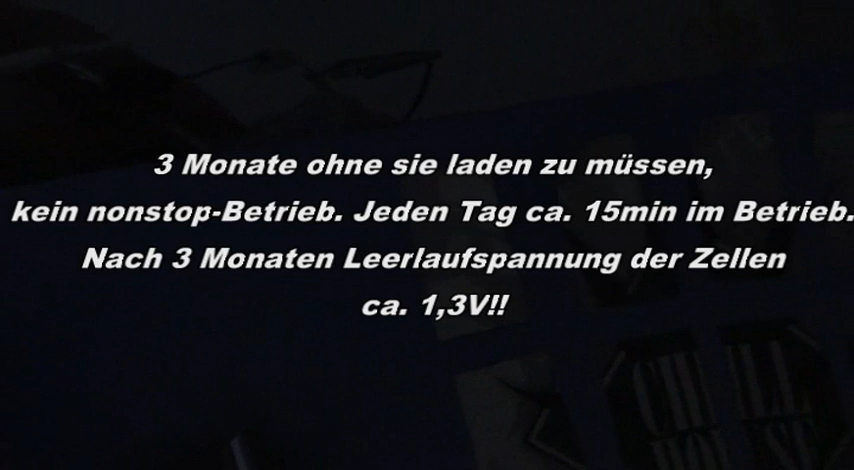 3 Monate ohne sie laden zu müssen,
kein nonstop-Betrieb. Jeden Tag ca. 15min im Betrieb.
Nach 3 Monaten Leerlaufspannung der Zellen
ca. 1,3V!!